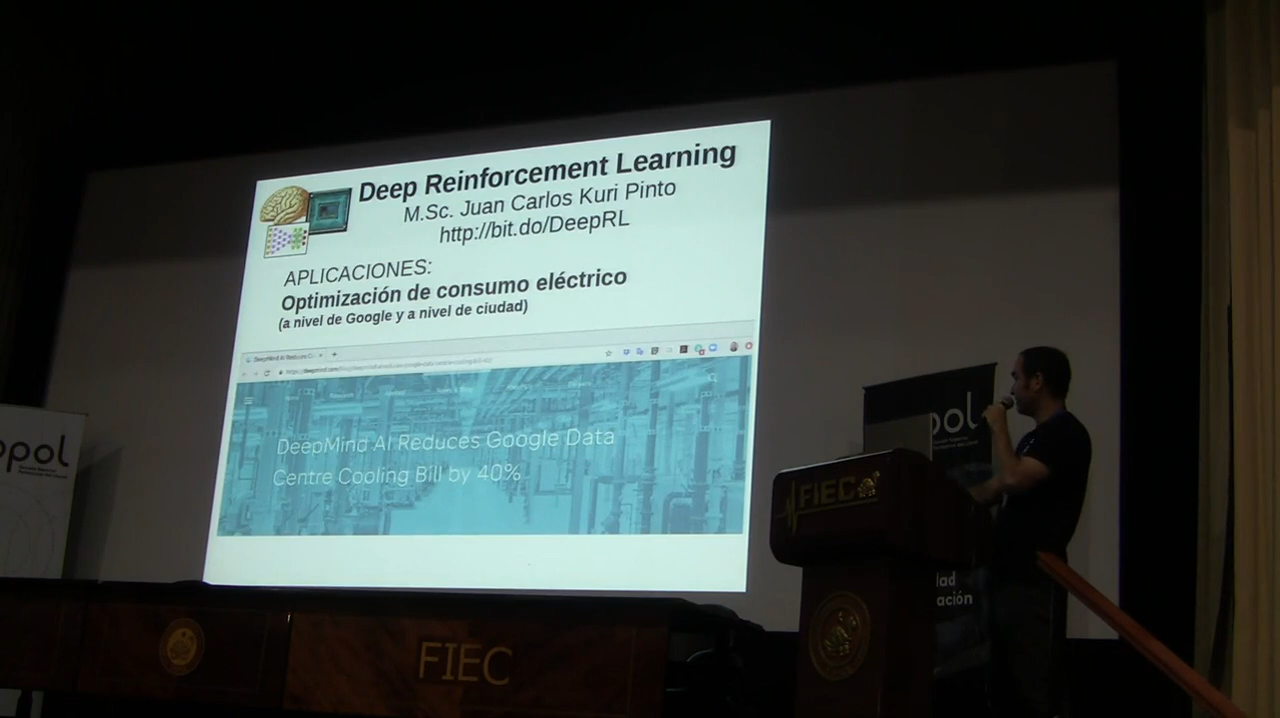 Deep Reinforcement Learning
M.Sc. Juan Carlos Kuri Pinto
http://bit.do/DeepRL
APLICACIONES:
Optimización de consumo eléctrico
(a nivel de Google y a nivel de ciudad)
DeepMind AI Reduces Google Data
Centre Cooling Bill by 40%
opol
pol
FIEC
lad
ación
FIEC